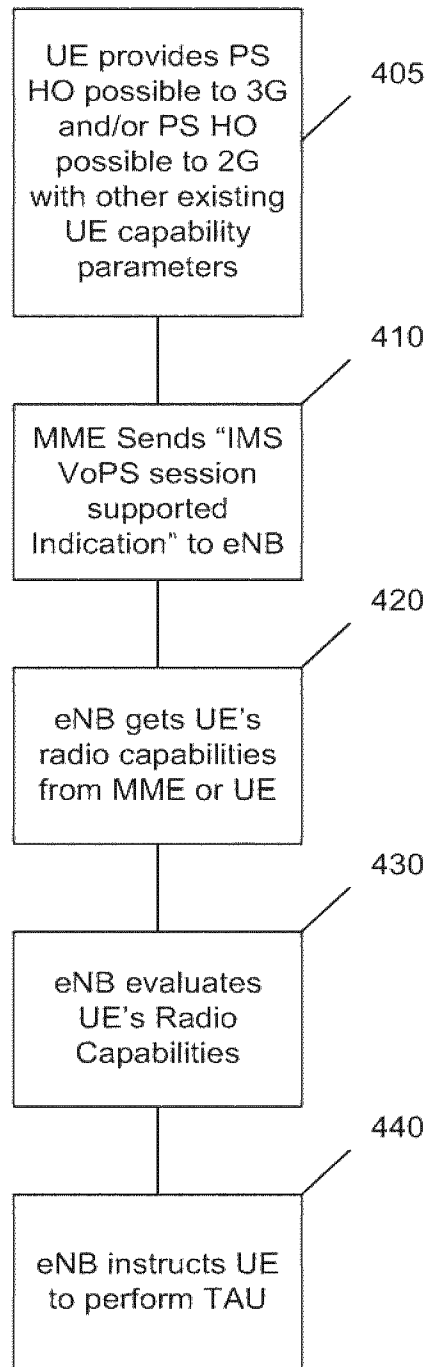 UE provides PS
HO possible to 3G
and/or PS HO
possible to 2G
with other existing
UE capability
parameters
405
410
MME Sends “IMS
VoPS session
supported
Indication” to eNB
420
eNB gets UE's
radio capabilities
from MME or UE
430
eNB evaluates
UE's Radio
Capabilities
440
eNB instructs UE
to perform TAU